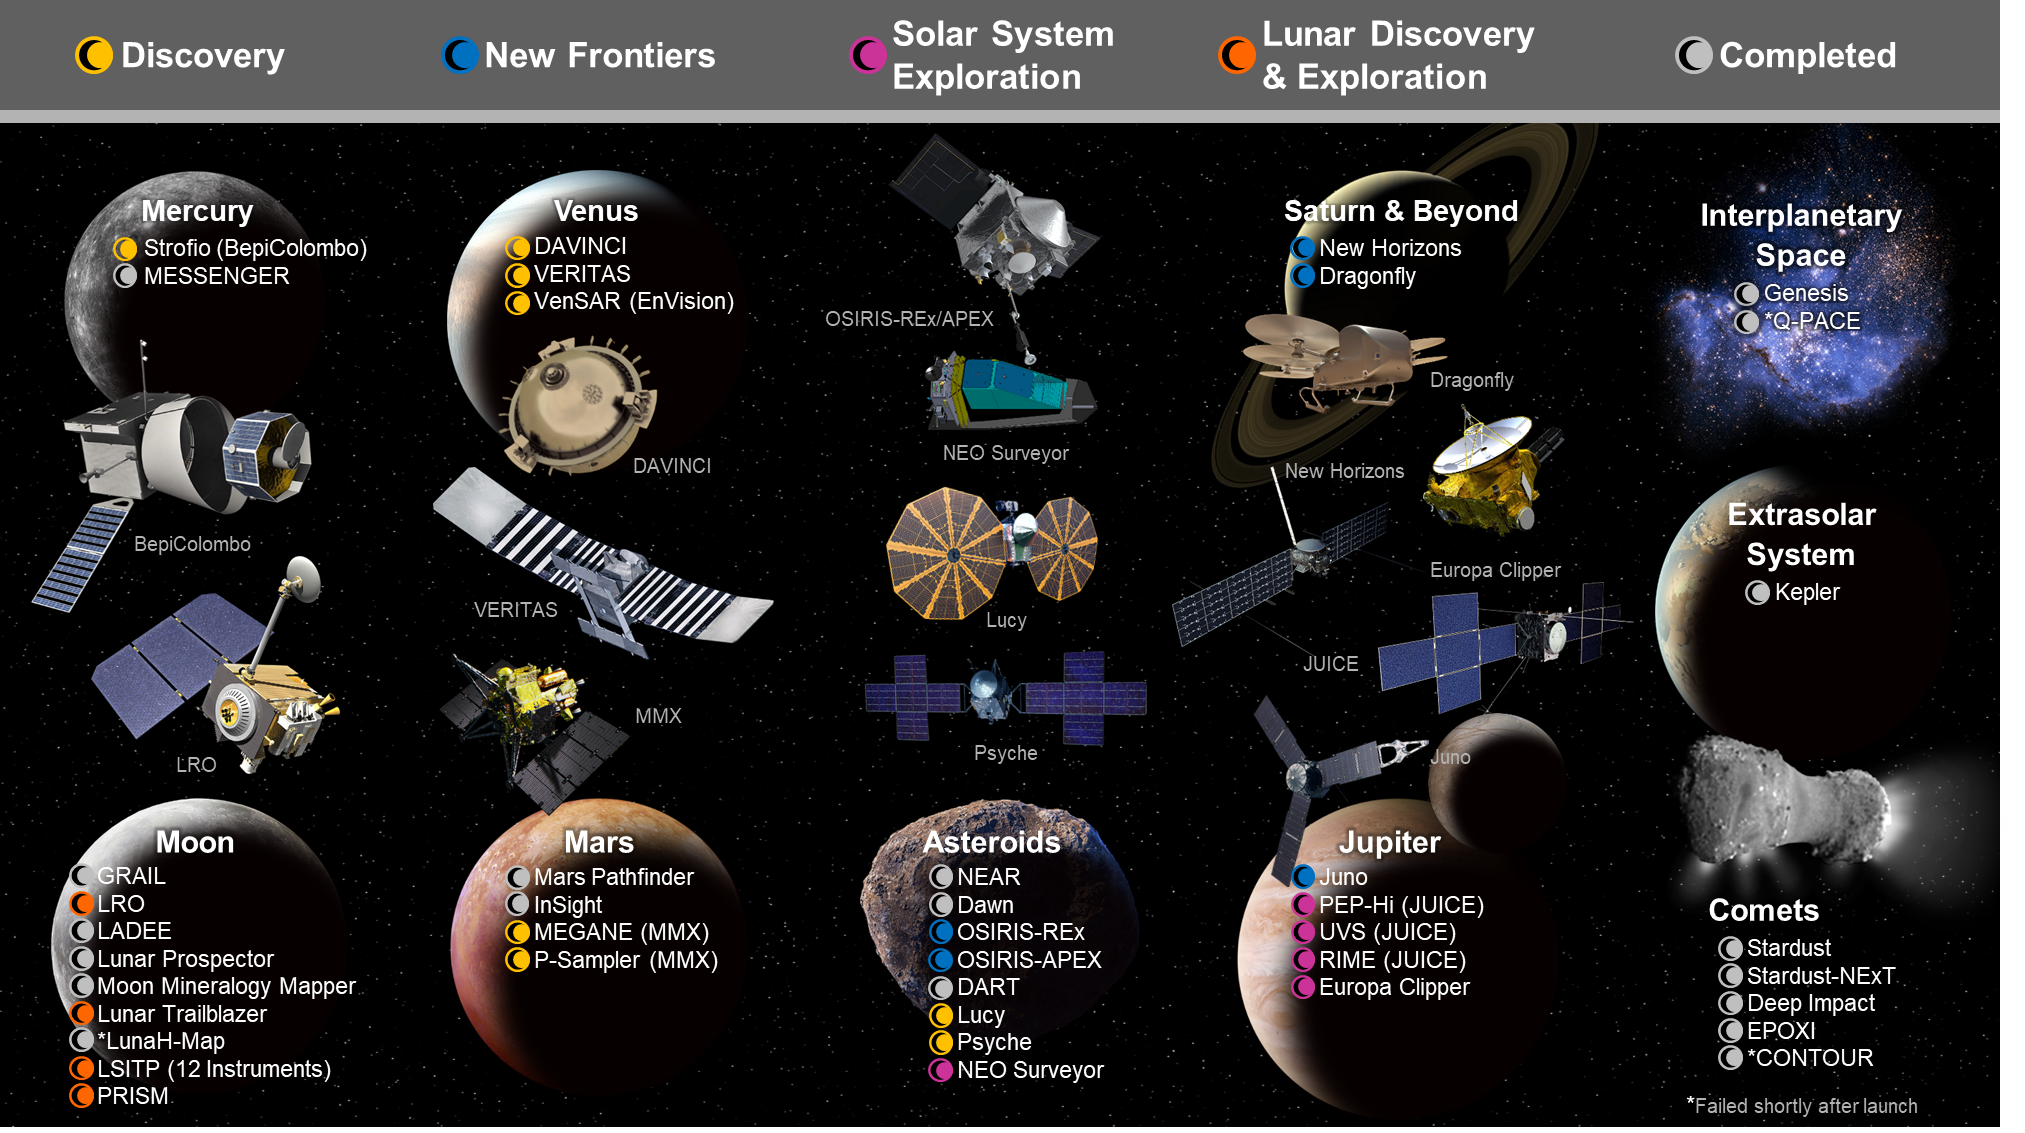 Discovery
New Frontiers
Solar System
Exploration
Lunar Discovery
& Exploration
Completed
Mercury
Strofio (BepiColombo)
MESSENGER
BepiColombo
LRO
Moon
GRAIL
LRO
LADEE
Lunar Prospector
Moon Mineralogy Mapper
Lunar Trailblazer
*LunaH-Map
LSITP (12 Instruments)
PRISM
Venus
DAVINCI
VERITAS
VenSAR (EnVision)
DAVINCI
VERITAS
MMX
Mars
Mars Pathfinder
InSight
MEGANE (MMX)
P-Sampler (MMX)
OSIRIS-REx/APEX
NEO Surveyor
Lucy
Psyche
Asteroids
NEAR
Dawn
OSIRIS-REx
OSIRIS-APEX
DART
Lucy
Psyche
NEO Surveyor
Saturn & Beyond
New Horizons
Dragonfly
Dragonfly
New Horizons
Europa Clipper
JUICE
Juno
Jupiter
Juno
PEP-Hi (JUICE)
UVS (JUICE)
RIME (JUICE)
Europa Clipper
Interplanetary
Space
Genesis
*Q-PACE
Extrasolar
System
Kepler
Comets
Stardust
Stardust-NExT
Deep Impact
EPOXI
*CONTOUR
*Failed shortly after launch